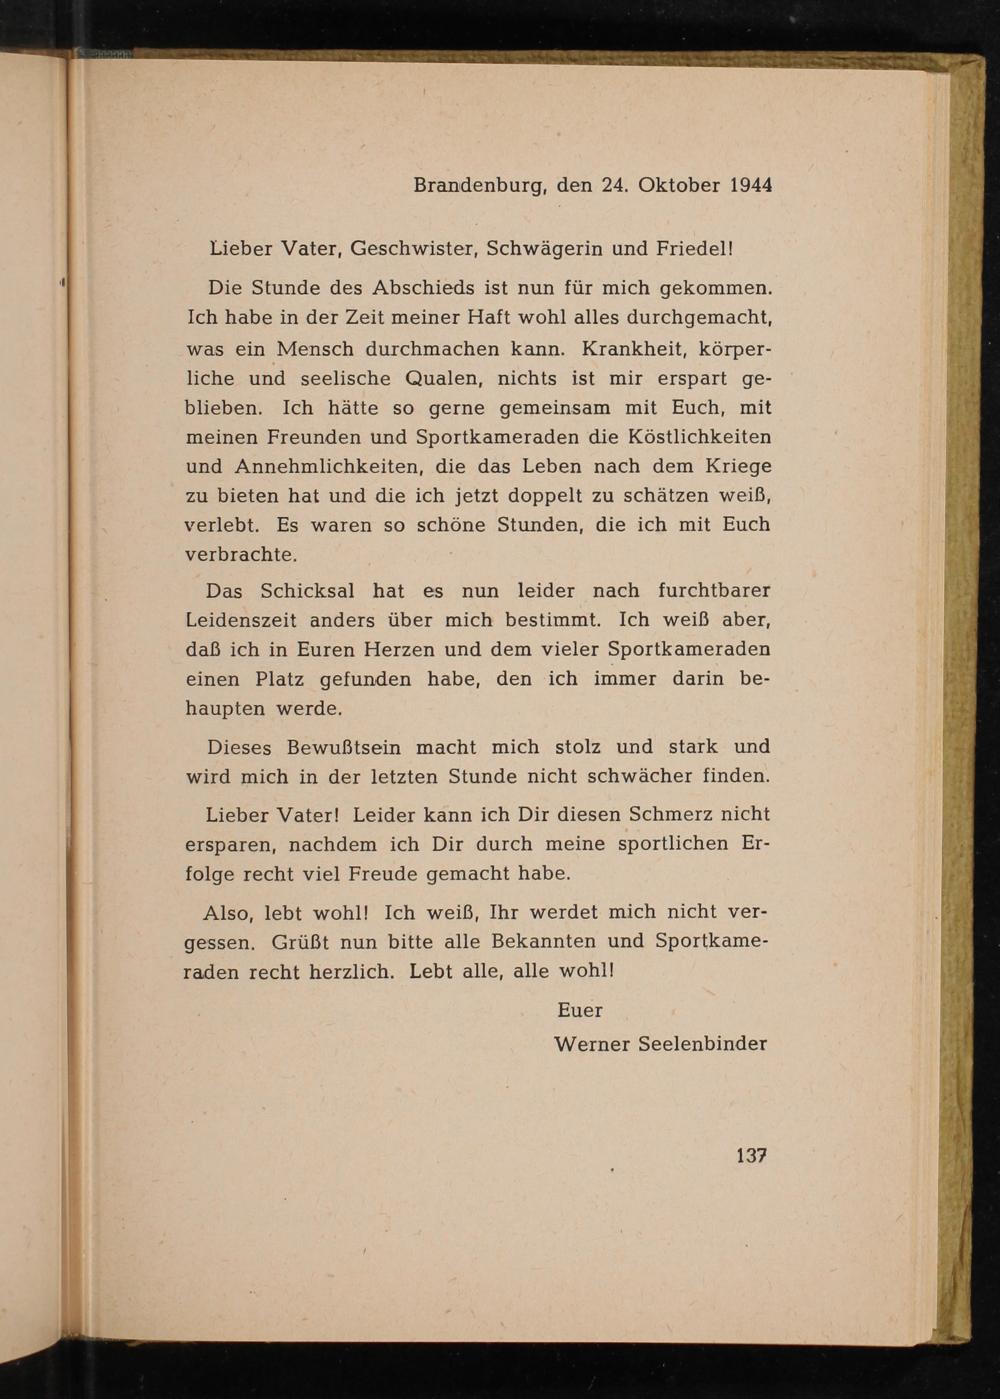 Brandenburg, den 24. Oktober 1944
Lieber Vater, Geschwister, Schwägerin und Friedel!
Die Stunde des Abschieds ist nun für mich gekommen.
Ich habe in der Zeit meiner Haft wohl alles durchgemacht,
was ein Mensch durchmachen kann. Krankheit, körper-
liche und seelische Qualen, nichts ist mir erspart ge-
blieben. Ich hätte so gerne gemeinsam mit Euch, mit
meinen Freunden und Sportkameraden die Köstlichkeiten
und Annehmlichkeiten, die das Leben nach dem Kriege
zu bieten hat und die ich jetzt doppelt zu schätzen weiß,
verlebt. Es waren so schöne Stunden, die ich mit Euch
verbrachte.
Das Schicksal hat es nun leider nach furchtbarer
Leidenszeit anders über mich bestimmt. Ich weiß aber,
daß ich in Euren Herzen und dem vieler Sportkameraden
einen Platz gefunden habe, den ich immer darin be-
haupten werde.
Dieses Bewußtsein macht mich stolz und stark und
wird mich in der letzten Stunde nicht schwächer finden.
Lieber Vater! Leider kann ich Dir diesen Schmerz nicht
ersparen, nachdem ich Dir durch meine sportlichen Er-
folge recht viel Freude gemacht habe.
Also, lebt wohl! Ich weiß, Ihr werdet mich nicht ver-
gessen. Grüßt nun bitte alle Bekannten und Sportkame-
raden recht herzlich. Lebt alle, alle wohl!
Euer
Werner Seelenbinder
137